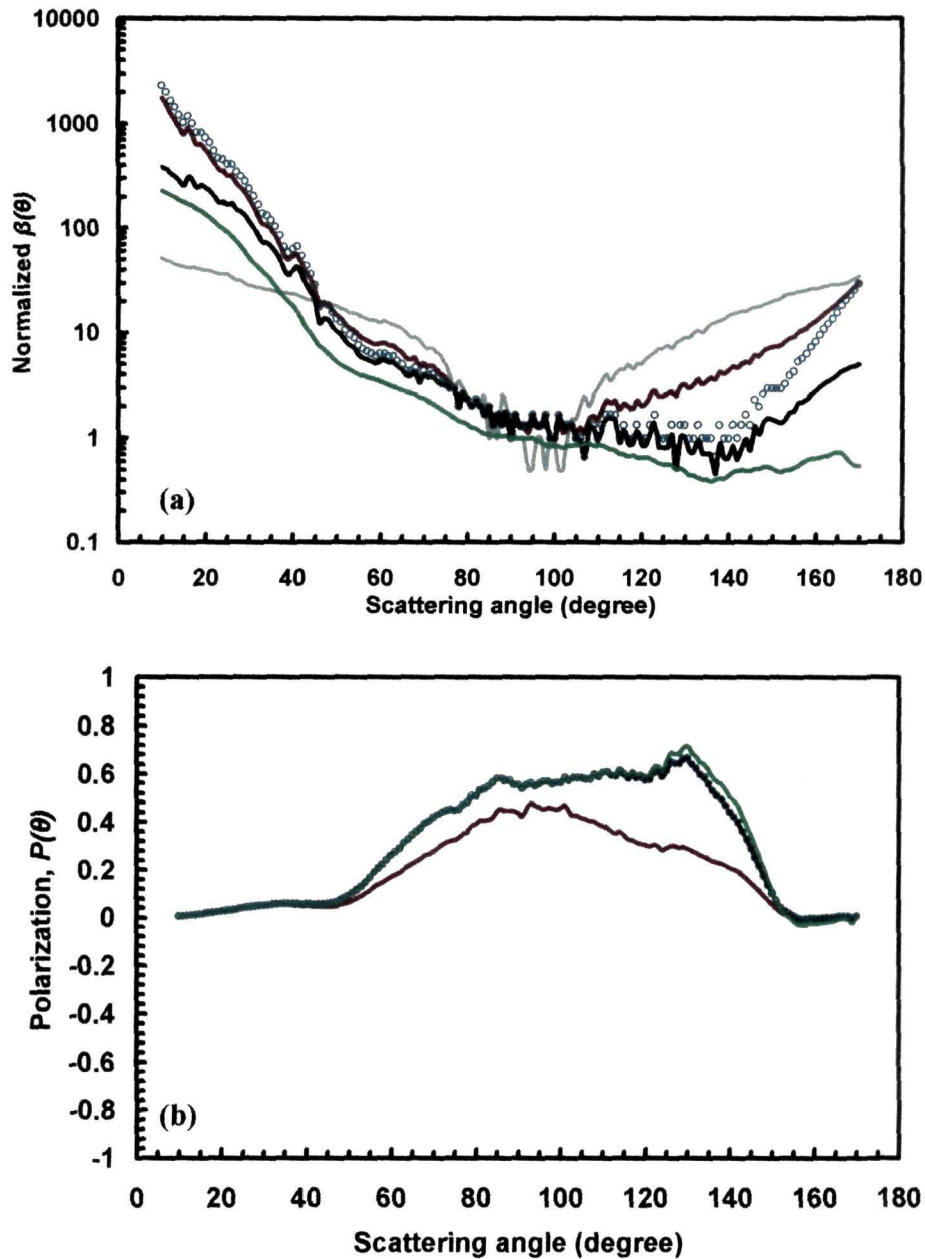 10000
1000
100
10
1
0.1
Normalized β(θ)
(a)
0 20 40 60 80 100 120 140 160 180
Scattering angle (degree)
1
0.8
0.6
0.4
0.2
0
-0.2
-0.4
-0.6
-0.8
-1
Polarization, P(θ)
(b)
0 20 40 60 80 100 120 140 160 180
Scattering angle (degree)